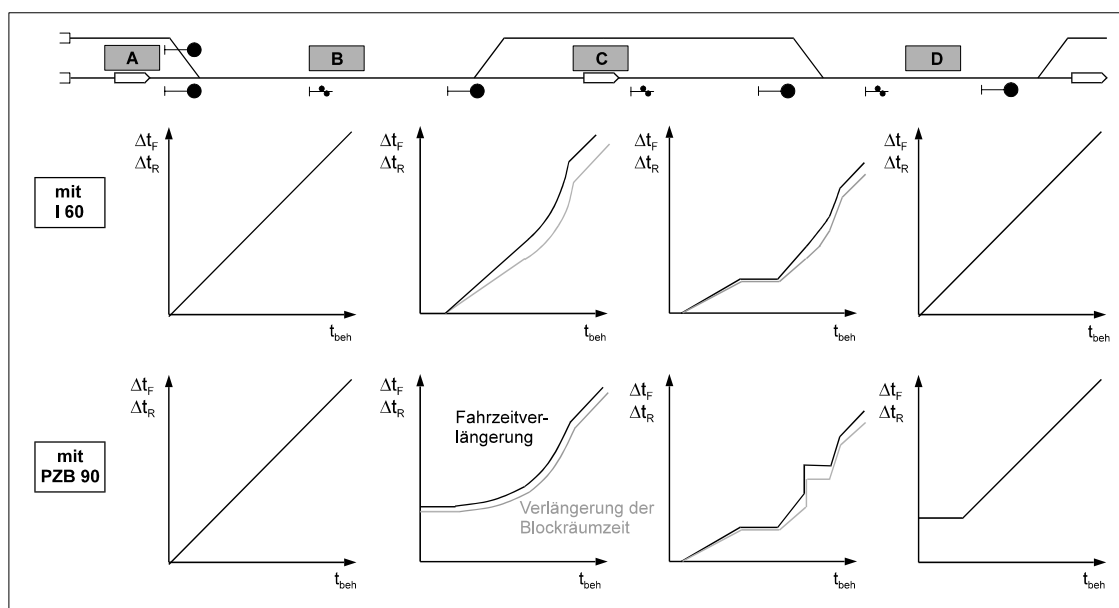 A
B
C
D
mit
I 60
Δt_F
Δt_R
t_beh
Δt_F
Δt_R
t_beh
Δt_F
Δt_R
t_beh
Δt_F
Δt_R
t_beh
mit
PZB 90
Δt_F
Δt_R
t_beh
Δt_F
Δt_R
Fahrzeitver-
längerung
Verlängerung der
Blockräumzeit
t_beh
Δt_F
Δt_R
t_beh
Δt_F
Δt_R
t_beh